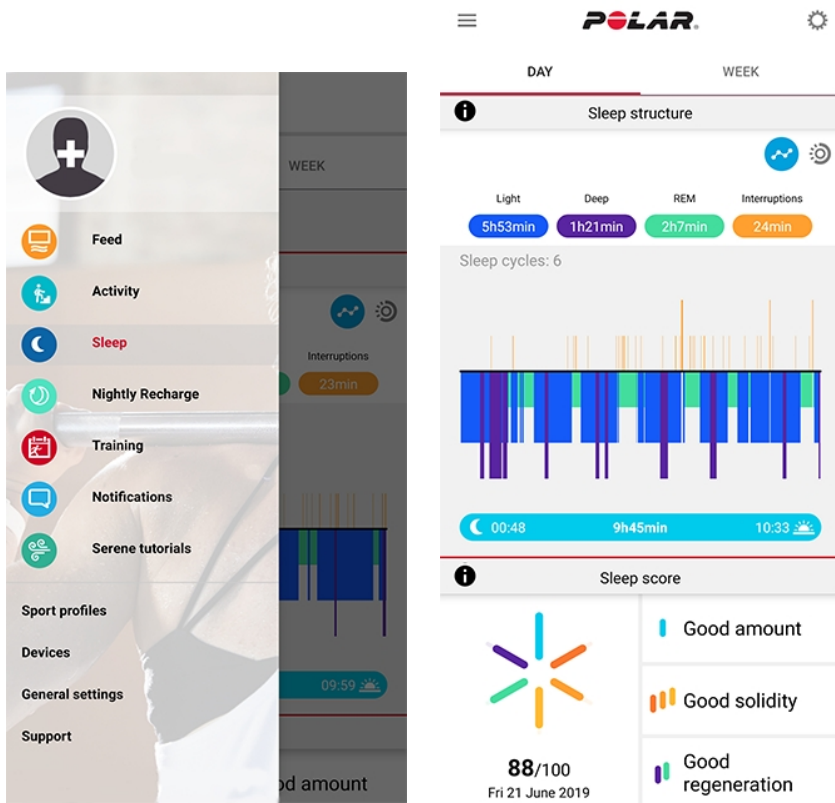 WEEK
Feed
Activity
Sleep
Nightly Recharge
Training
Notifications
Serene tutorials
Interruptions
23min
Sport profiles
Devices
General settings
Support
09:59
od amount
POLAR.
DAY WEEK
Sleep structure
Light Deep REM Interruptions
5h53min 1h21min 2h7min 24min
Sleep cycles: 6
00:48 9h45min 10:33
Sleep score
Good amount
Good solidity
Good
regeneration
88/100
Fri 21 June 2019